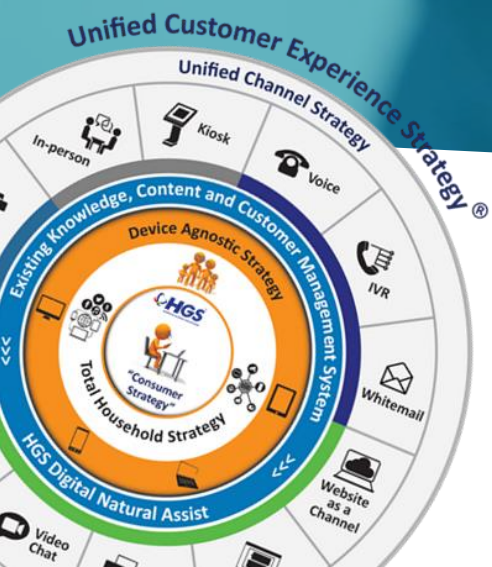 Unified Customer Experience Strategy ®
Unified Channel Strategy
In-person
Kiosk
Voice
IVR
Whitemail
Website
as a
Channel
Video
Chat
Existing Knowledge, Content and Customer Management System
<<<
>>>
HGS Digital Natural Assist
Device Agnostic Strategy
Total Household Strategy
HGS
"Consumer
Strategy"